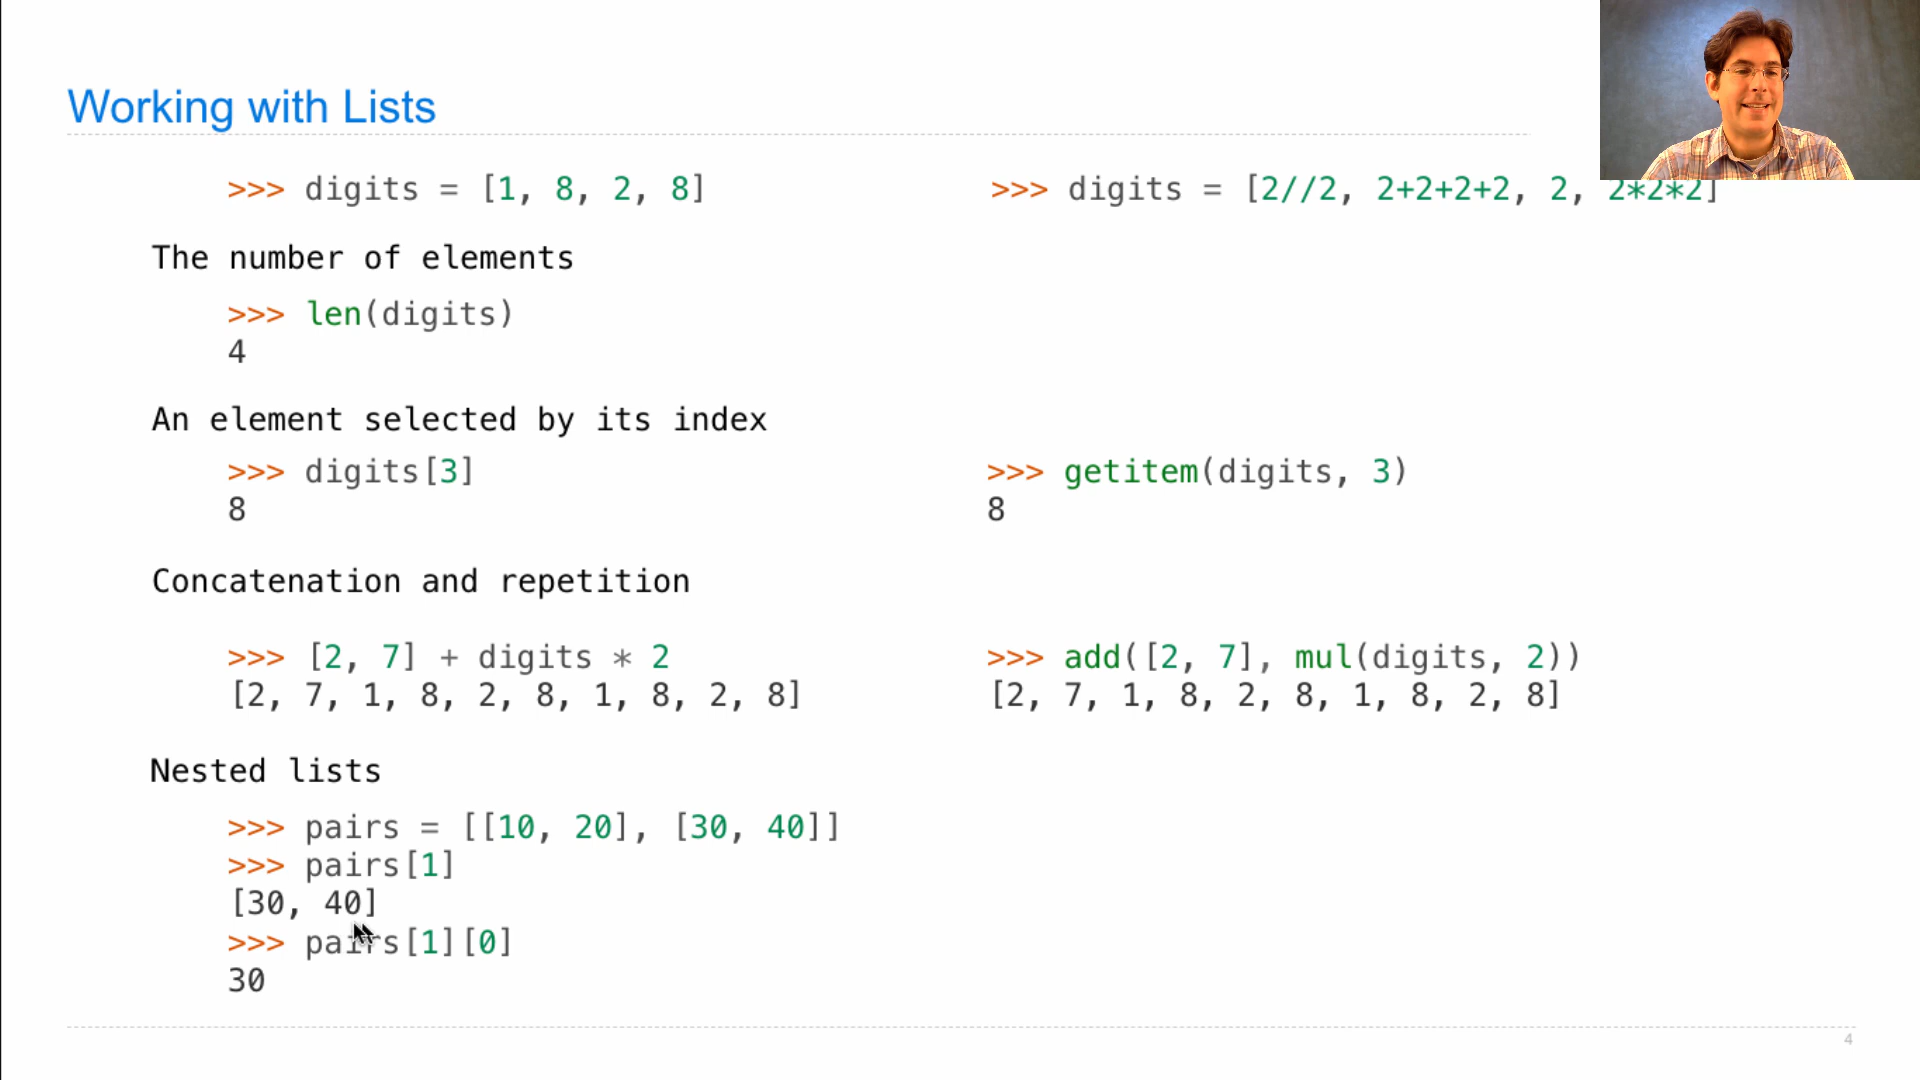 Working with Lists
>>> digits = [1, 8, 2, 8]
>>> digits = [2//2, 2+2+2+2, 2, 2*2*2]
The number of elements
>>> len(digits)
4
An element selected by its index
>>> digits[3]
8
>>> getitem(digits, 3)
8
Concatenation and repetition
>>> [2, 7] + digits * 2
[2, 7, 1, 8, 2, 8, 1, 8, 2, 8]
>>> add([2, 7], mul(digits, 2))
[2, 7, 1, 8, 2, 8, 1, 8, 2, 8]
Nested lists
>>> pairs = [[10, 20], [30, 40]]
>>> pairs[1]
[30, 40]
>>> pairs[1][0]
30
4